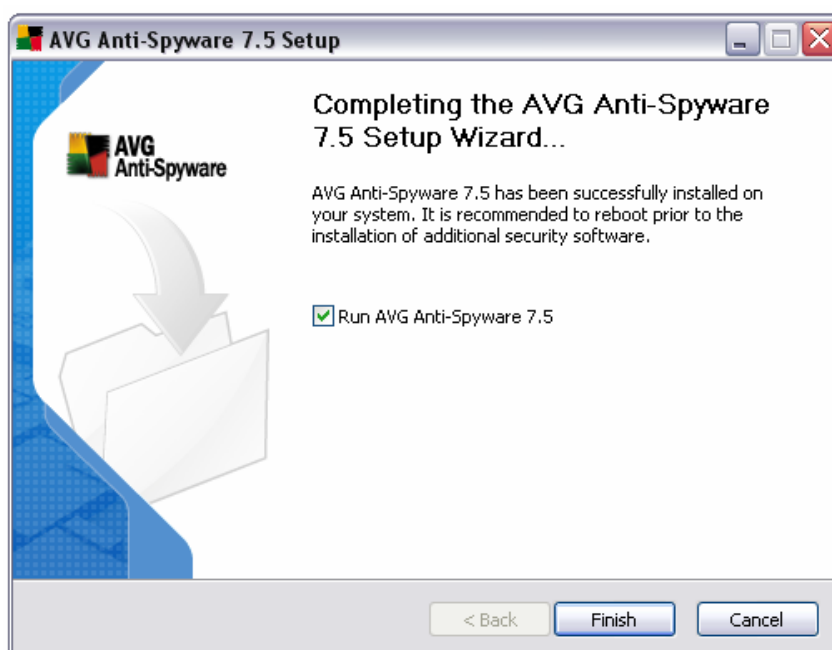 AVG Anti-Spyware 7.5 Setup
AVG
Anti-Spyware
Completing the AVG Anti-Spyware
7.5 Setup Wizard...
AVG Anti-Spyware 7.5 has been successfully installed on
your system. It is recommended to reboot prior to the
installation of additional security software.
Run AVG Anti-Spyware 7.5
< Back
Finish
Cancel